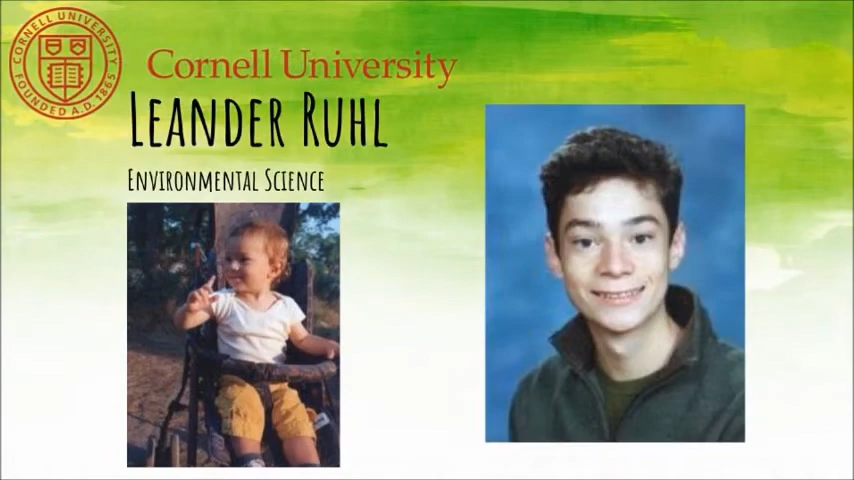 CORNELL UNIVERSITY
FOUNDED A.D. 1865
Cornell University
Leander Ruhl
Environmental Science